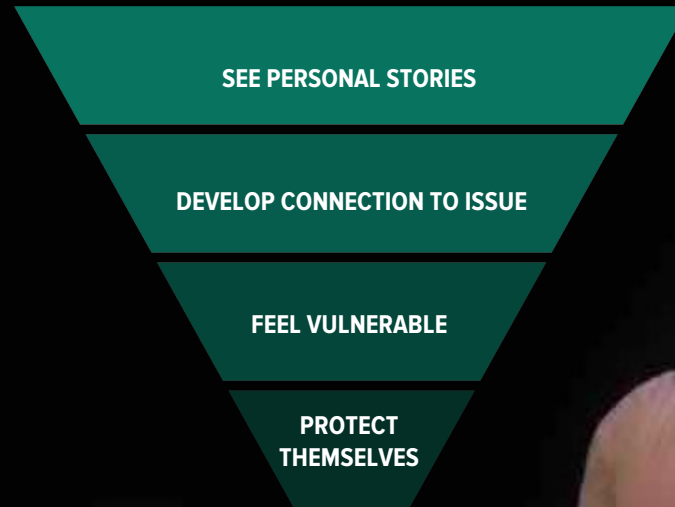 SEE PERSONAL STORIES
DEVELOP CONNECTION TO ISSUE
FEEL VULNERABLE
PROTECT
THEMSELVES